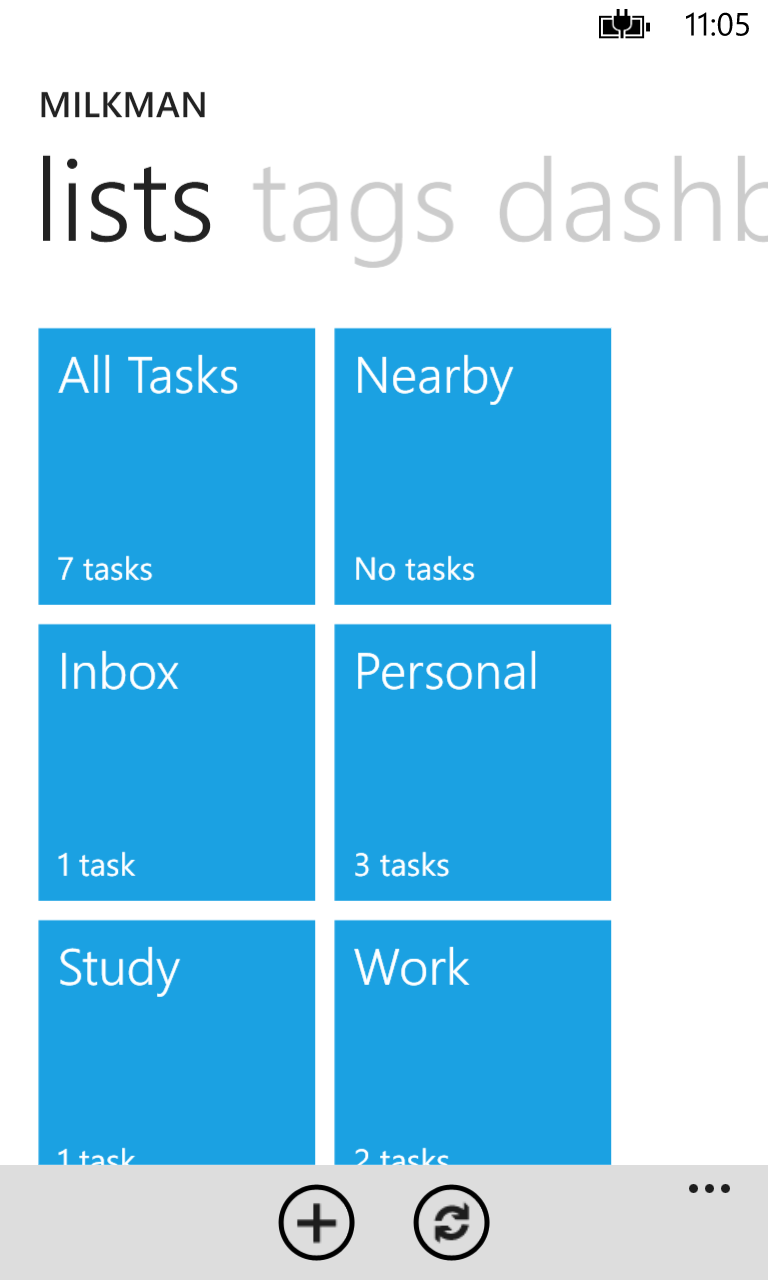 11:05
MILKMAN
lists tags dashb
All Tasks
7 tasks
Nearby
No tasks
Inbox
1 task
Personal
3 tasks
Study
1 task
Work
2 tasks